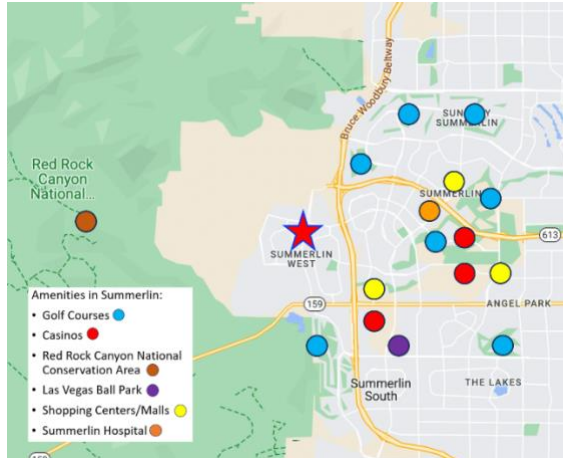 Bruce Woodbury Beltway
SUN CITY
SUMMERLIN
Red Rock
Canyon
National...
SUMMERLIN
613
SUMMERLIN
WEST
Amenities in Summerlin:
• Golf Courses
• Casinos
• Red Rock Canyon National
Conservation Area
• Las Vegas Ball Park
• Shopping Centers/Malls
• Summerlin Hospital
159
ANGEL PARK
Summerlin
South
THE LAKES
159